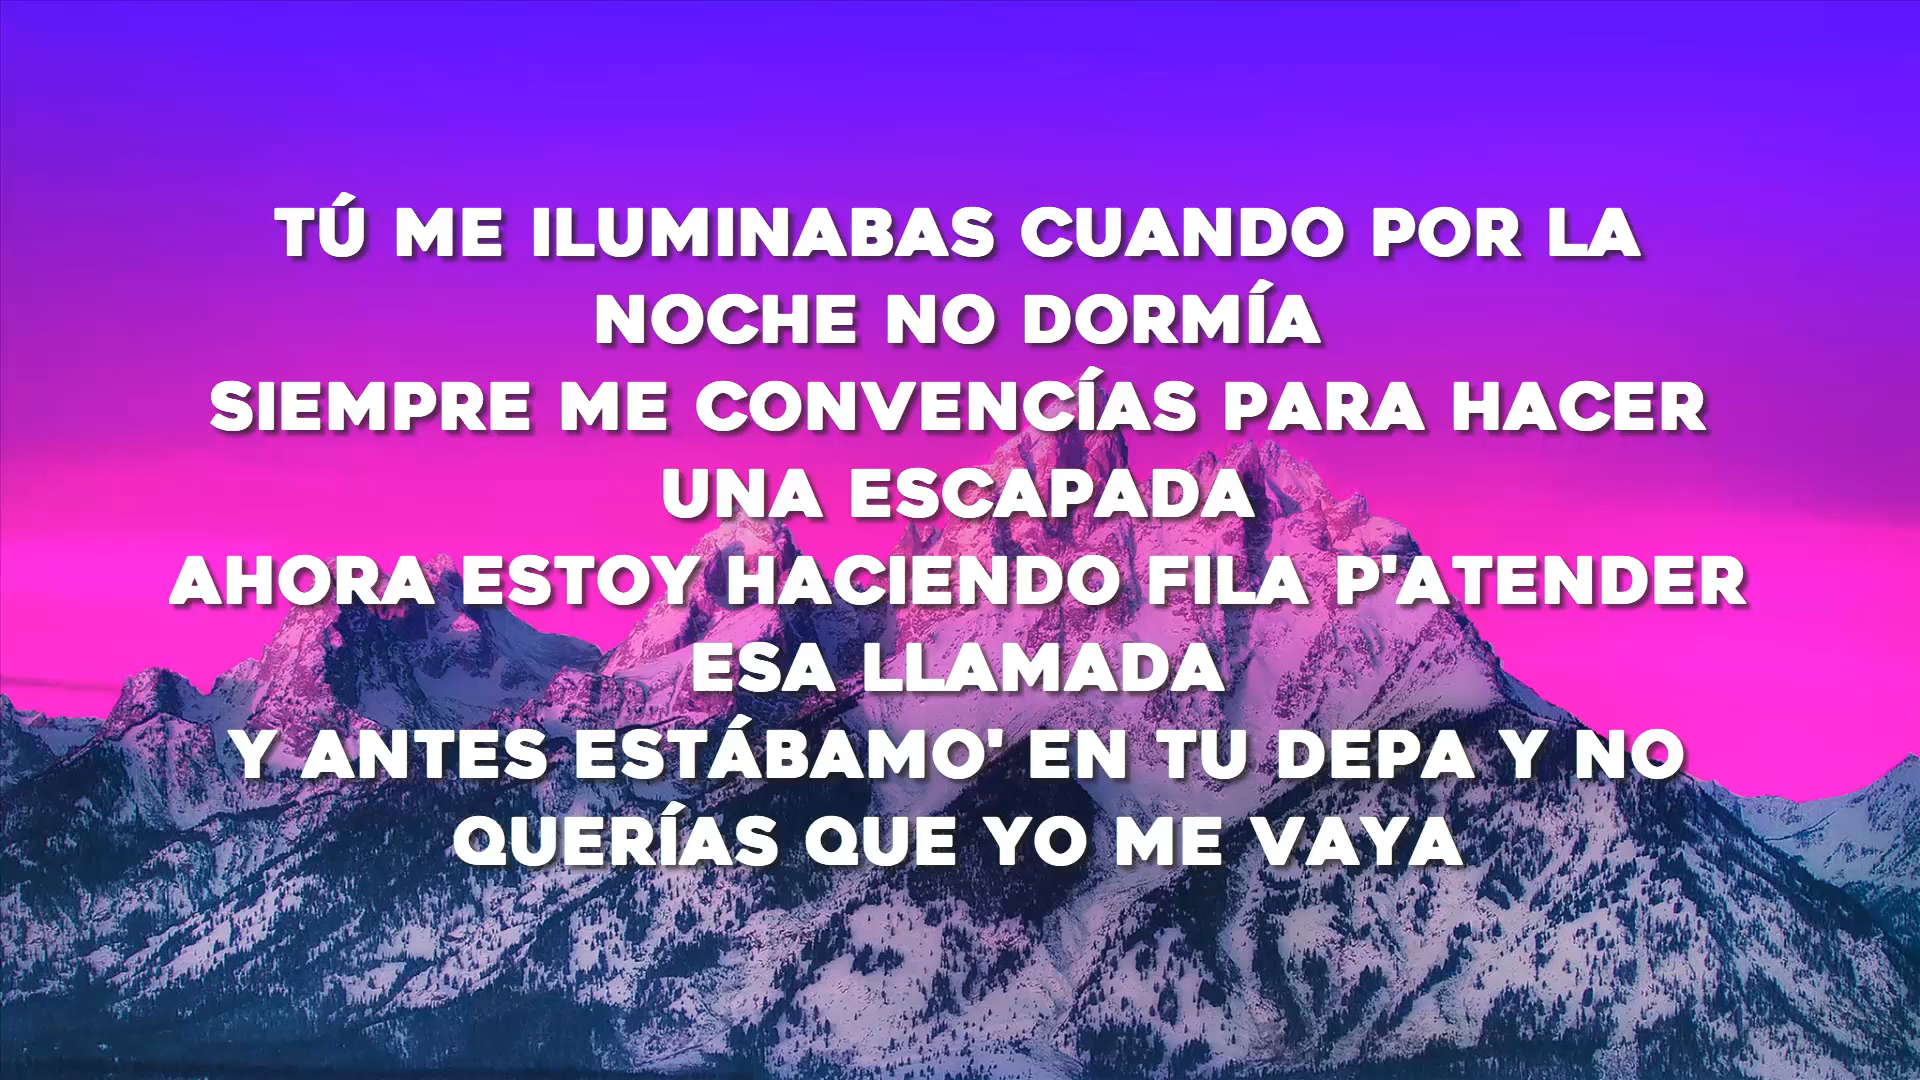 TÚ ME ILUMINABAS CUANDO POR LA
NOCHE NO DORMÍA
SIEMPRE ME CONVENCÍAS PARA HACER
UNA ESCAPADA
AHORA ESTOY HACIENDO FILA P'ATENDER
ESA LLAMADA
Y ANTES ESTÁBAMO' EN TU DEPA Y NO
QUERÍAS QUE YO ME VAYA